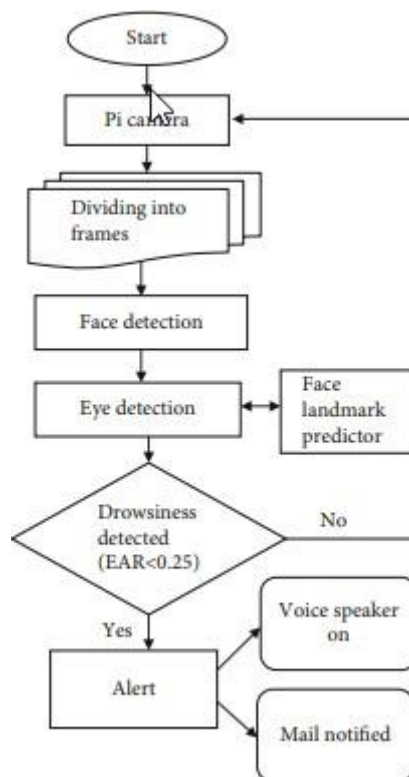 Start
Pi camera
Dividing into
frames
Face detection
Eye detection
Face
landmark
predictor
Drowsiness
detected
(EAR<0.25)
No
Yes
Voice speaker
on
Alert
Mail notified